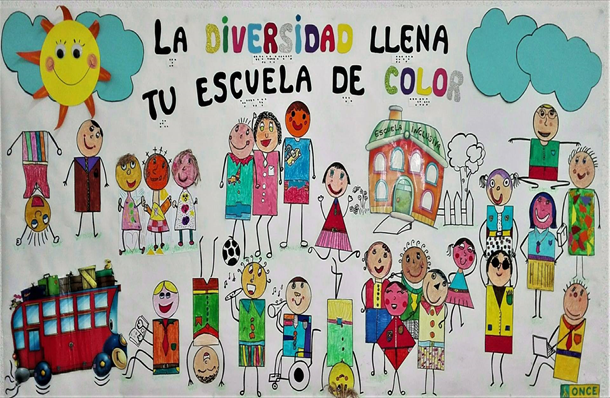 LA DIVERSIDAD LLENA
TU ESCUELA DE COLOR
ESCUELA INCLUSIVA
ONCE